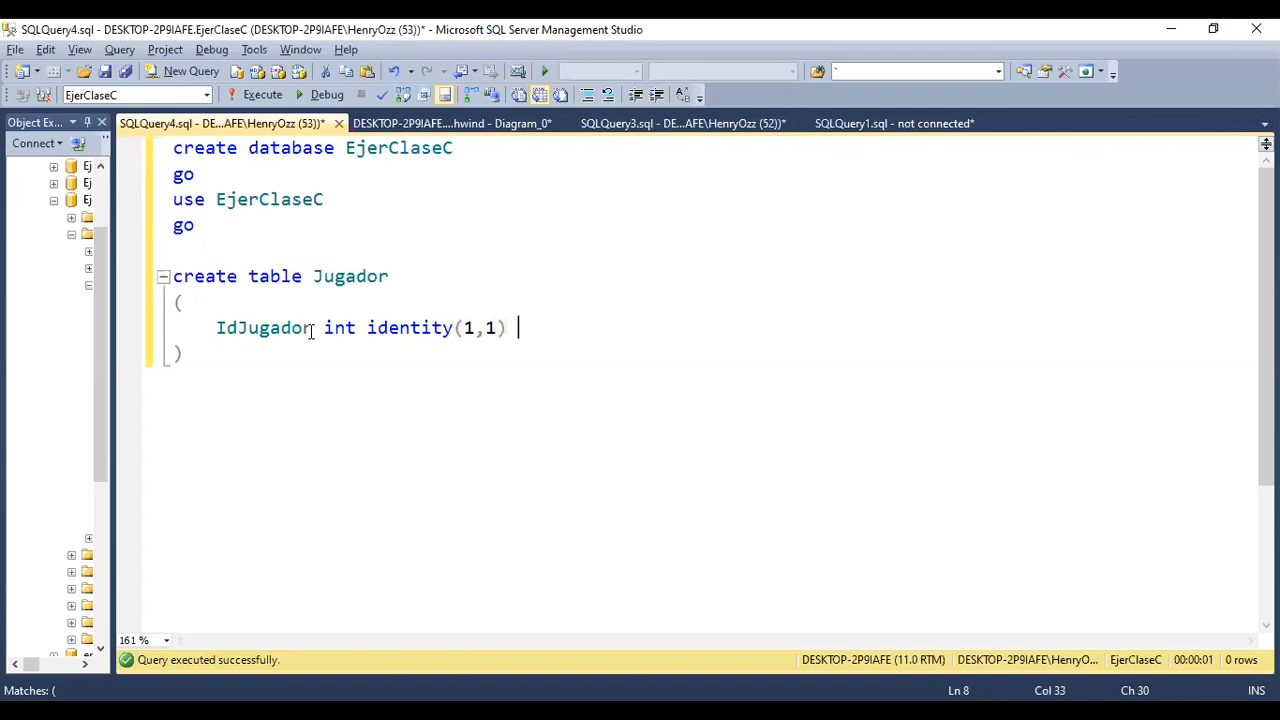 SQLQuery4.sql - DESKTOP-2P9IAFE.EjerClaseC (DESKTOP-2P9IAFE\HenryOzz (53))* - Microsoft SQL Server Management Studio
File Edit View Query Project Debug Tools Window Help
New Query `
EjerClaseC Execute Debug
Object Ex... SQLQuery4.sql - DE...AFE\HenryOzz (53))* DESKTOP-2P9IAFE....hwind - Diagram_0* SQLQuery3.sql - DE...AFE\HenryOzz (52))* SQLQuery1.sql - not connected*
Connect
Ej
Ej
Ej
create database EjerClaseC
go
use EjerClaseC
go
create table Jugador
(
IdJugador int identity(1,1)
)
161 %
Query executed successfully. DESKTOP-2P9IAFE (11.0 RTM) DESKTOP-2P9IAFE\HenryO... EjerClaseC 00:00:01 0 rows
Matches: ( Ln 8 Col 33 Ch 30 INS